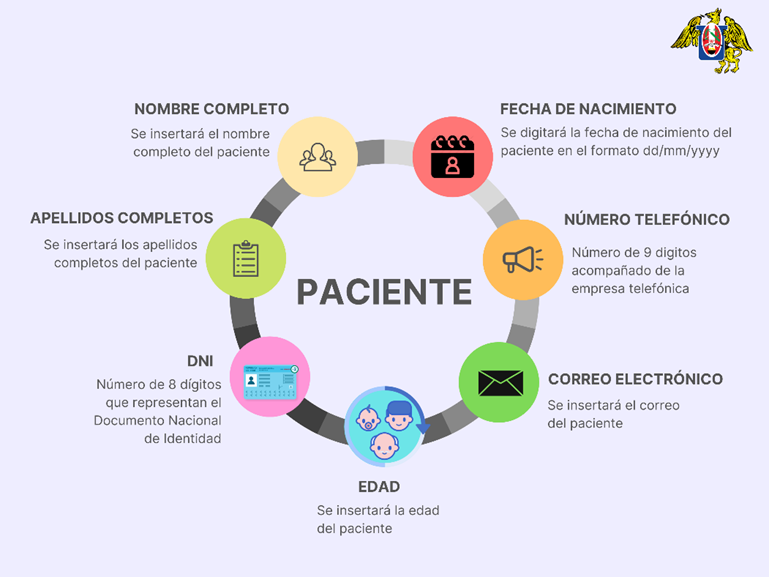 NOMBRE COMPLETO
Se insertará el nombre
completo del paciente
FECHA DE NACIMIENTO
Se digitará la fecha de nacimiento del
paciente en el formato dd/mm/yyyy
APELLIDOS COMPLETOS
Se insertará los apellidos
completos del paciente
NÚMERO TELEFÓNICO
Número de 9 digitos
acompañado de la
empresa telefónica
PACIENTE
DNI
Número de 8 dígitos
que representan el
Documento Nacional
de Identidad
CORREO ELECTRÓNICO
Se insertará el correo
del paciente
EDAD
Se insertará la edad
del paciente